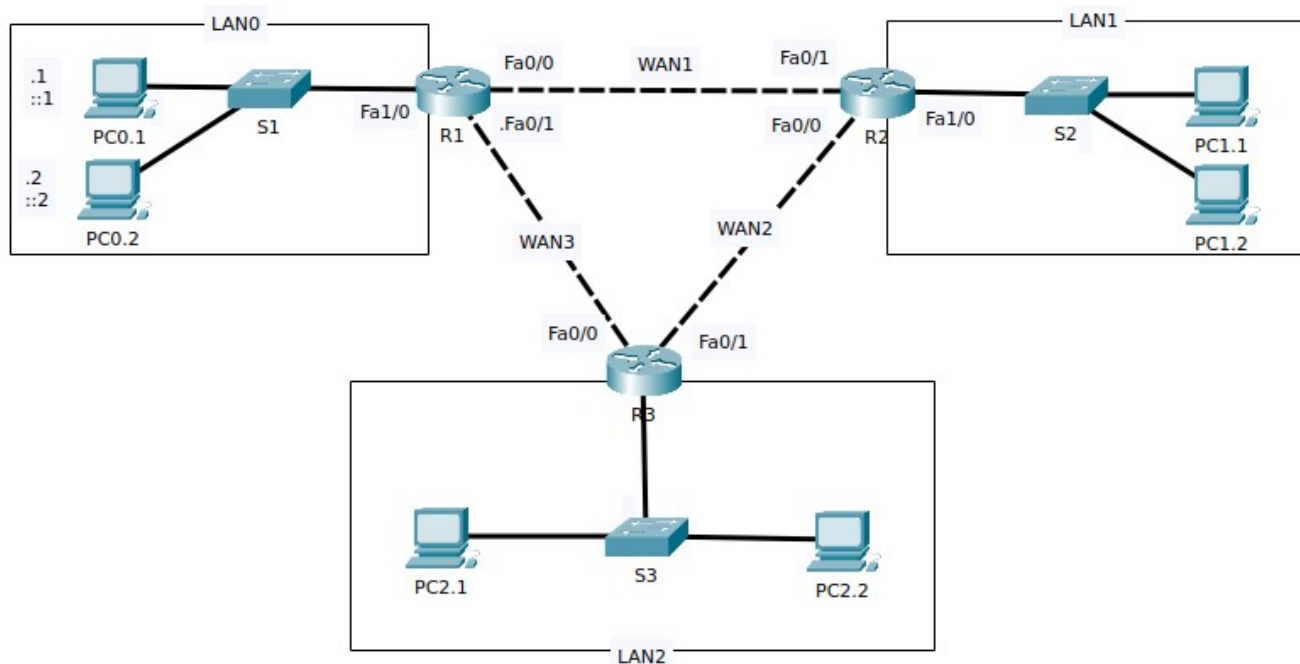 LAN0
LAN1
.1
::1
PC0.1
S1
Fa1/0
R1
Fa0/0
.Fa0/1
WAN1
Fa0/1
Fa0/0
R2
Fa1/0
S2
PC1.1
.2
::2
PC0.2
PC1.2
WAN3
WAN2
Fa0/0
Fa0/1
R3
PC2.1
S3
PC2.2
LAN2